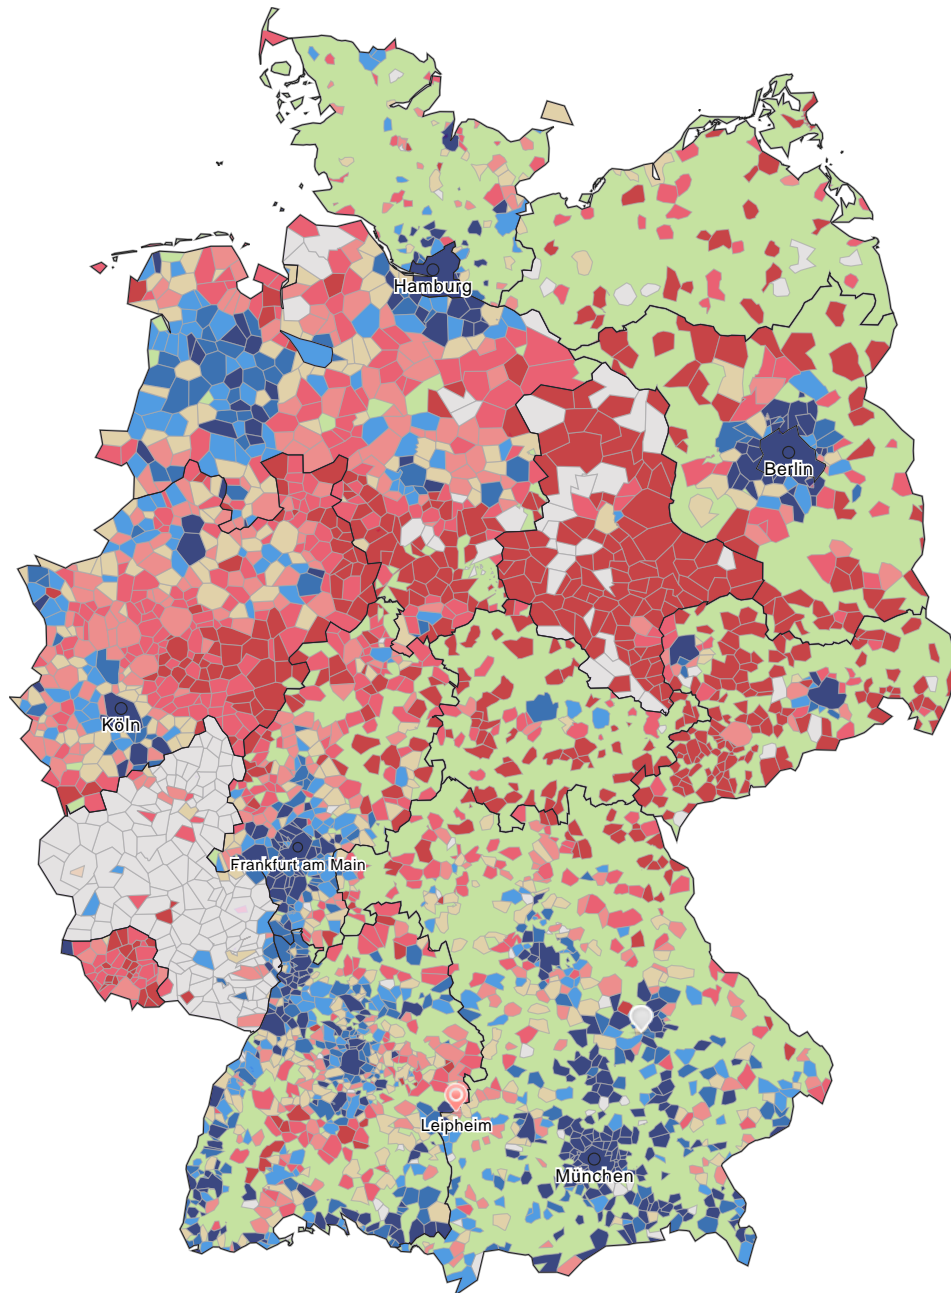 Hamburg
Berlin
Köln
Frankfurt am Main
Leipheim
München